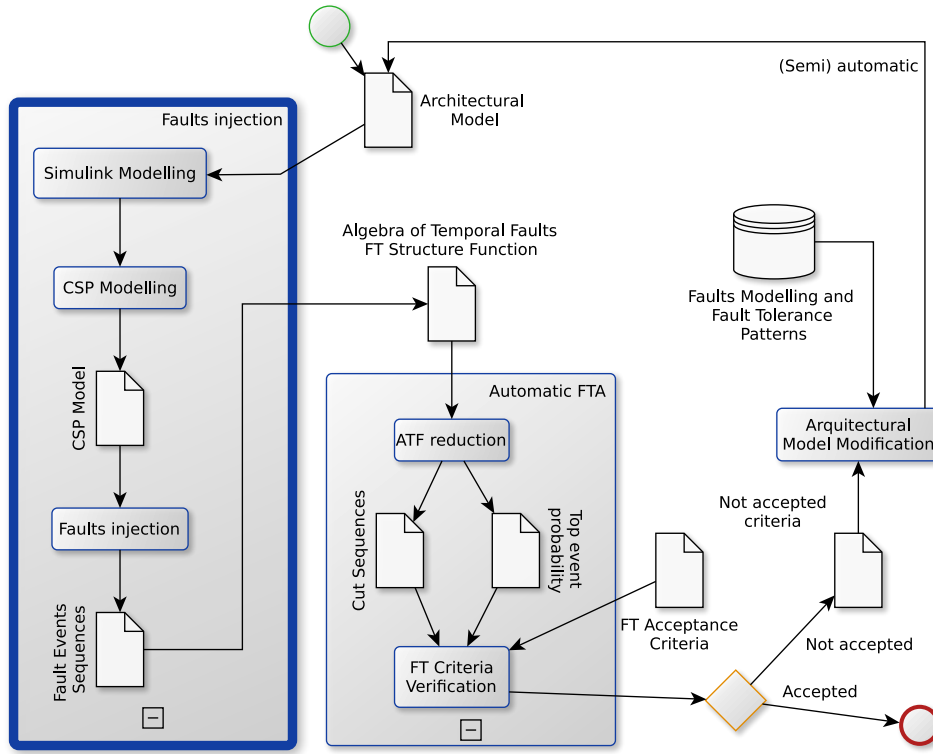 (Semi) automatic
Architectural
Model
Faults injection
Simulink Modelling
CSP Modelling
CSP Model
Faults injection
Fault Events
Sequences
Algebra of Temporal Faults
FT Structure Function
Automatic FTA
ATF reduction
Cut Sequences
Top event
probability
FT Criteria
Verification
FT Acceptance
Criteria
Faults Modelling and
Fault Tolerance
Patterns
Arquitectural
Model Modification
Not accepted
criteria
Not accepted
Accepted